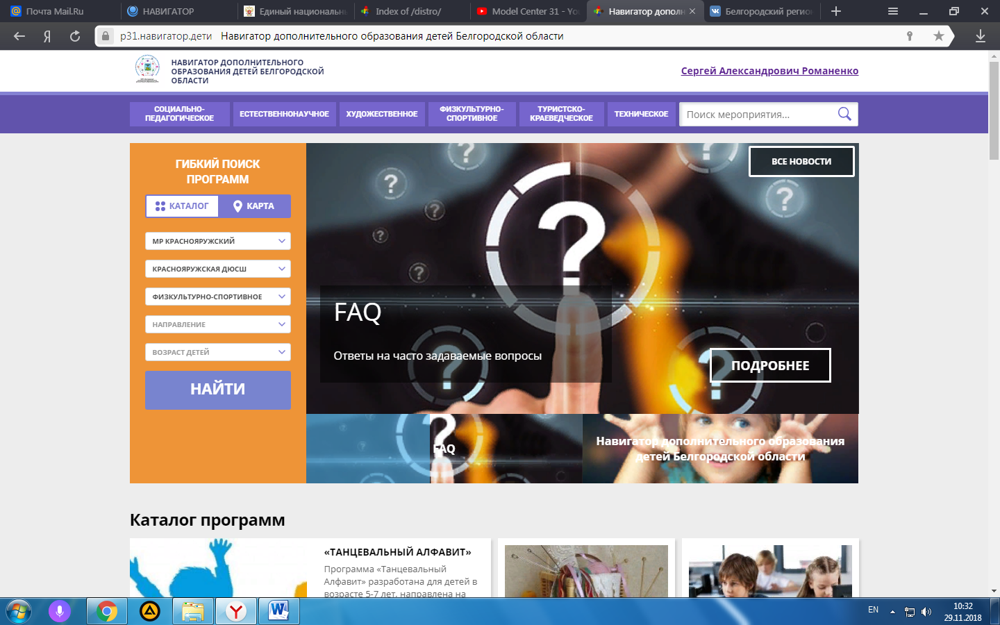 Почта Mail.Ru
НАВИГАТОР
Единый национальнь
Index of /distro/
Model Center 31 - You
Навигатор дополн
Белгородский регион
p31.навигатор.дети Навигатор дополнительного образования детей Белгородской области
НАВИГАТОР ДОПОЛНИТЕЛЬНОГО
ОБРАЗОВАНИЯ ДЕТЕЙ БЕЛГОРОДСКОЙ
ОБЛАСТИ
Сергей Александрович Романенко
СОЦИАЛЬНО-
ПЕДАГОГИЧЕСКОЕ
ЕСТЕСТВЕННОНАУЧНОЕ
ХУДОЖЕСТВЕННОЕ
ФИЗКУЛЬТУРНО-
СПОРТИВНОЕ
ТУРИСТСКО-
КРАЕВЕДЧЕСКОЕ
ТЕХНИЧЕСКОЕ
Поиск мероприятия...
ГИБКИЙ ПОИСК
ПРОГРАММ
КАТАЛОГ
КАРТА
МР КРАСНОЯРУЖСКИЙ
КРАСНОЯРУЖСКАЯ ДЮСШ
ФИЗКУЛЬТУРНО-СПОРТИВНОЕ
НАПРАВЛЕНИЕ
ВОЗРАСТ ДЕТЕЙ
НАЙТИ
ВСЕ НОВОСТИ
FAQ
Ответы на часто задаваемые вопросы
ПОДРОБНЕЕ
FAQ
Навигатор дополнительного образования
детей Белгородской области
Каталог программ
«ТАНЦЕВАЛЬНЫЙ АЛФАВИТ»
Программа «Танцевальный
Алфавит» разработана для детей в
возрасте 5-7 лет, направлена на
EN
10:32
29.11.2018